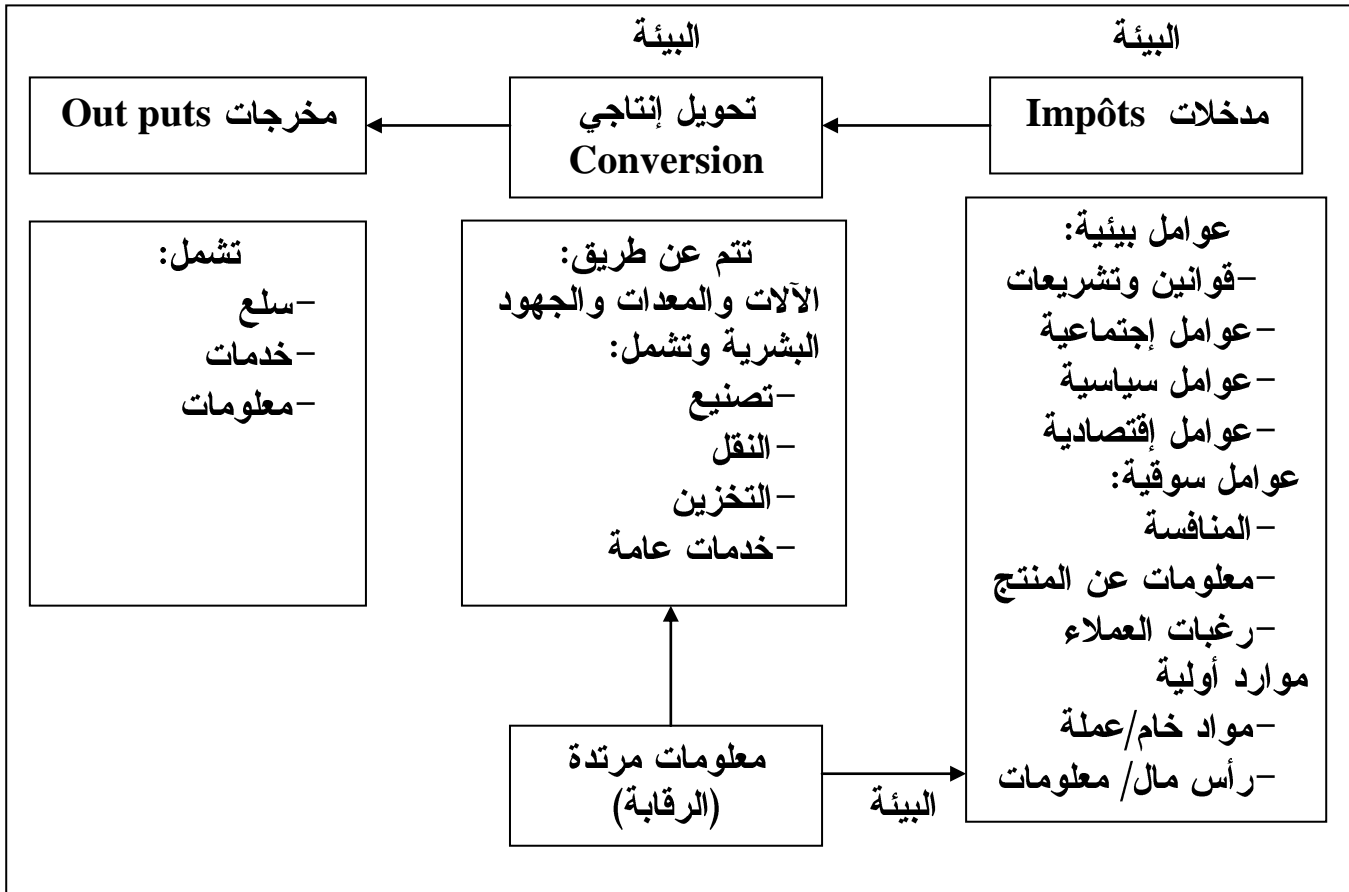 البيئة
البيئة
مدخلات Impôts
تحويل إنتاجي
Conversion
مخرجات Out puts
عوامل بيئية:
-قوانين وتشريعات
-عوامل إجتماعية
-عوامل سياسية
-عوامل إقتصادية
عوامل سوقية:
-المنافسة
-معلومات عن المنتج
-رغبات العملاء
موارد أولية
-مواد خام/عملة
-رأس مال/ معلومات
تتم عن طريق:
الآلات والمعدات والجهود
البشرية وتشمل:
-تصنيع
-النقل
-التخزين
-خدمات عامة
تشمل:
-سلع
-خدمات
-معلومات
معلومات مرتدة
(الرقابة)
البيئة